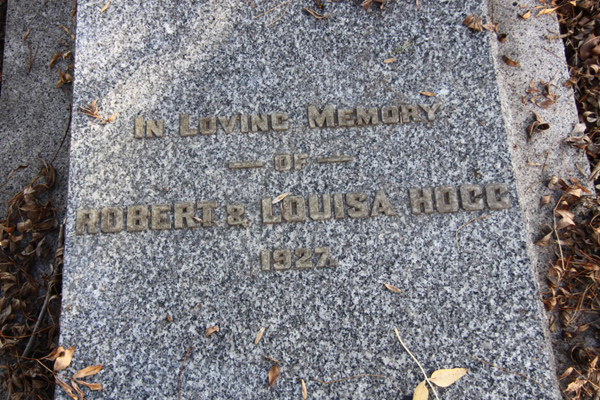 IN LOVING MEMORY
— OF —
ROBERT & LOUISA HOGG
1927.